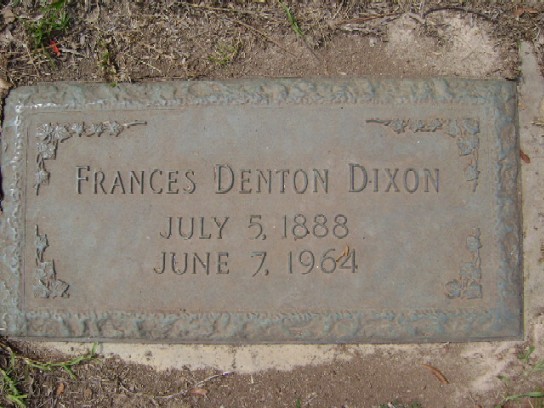 FRANCES DENTON DIXON
JULY 5, 1888
JUNE 7, 1964